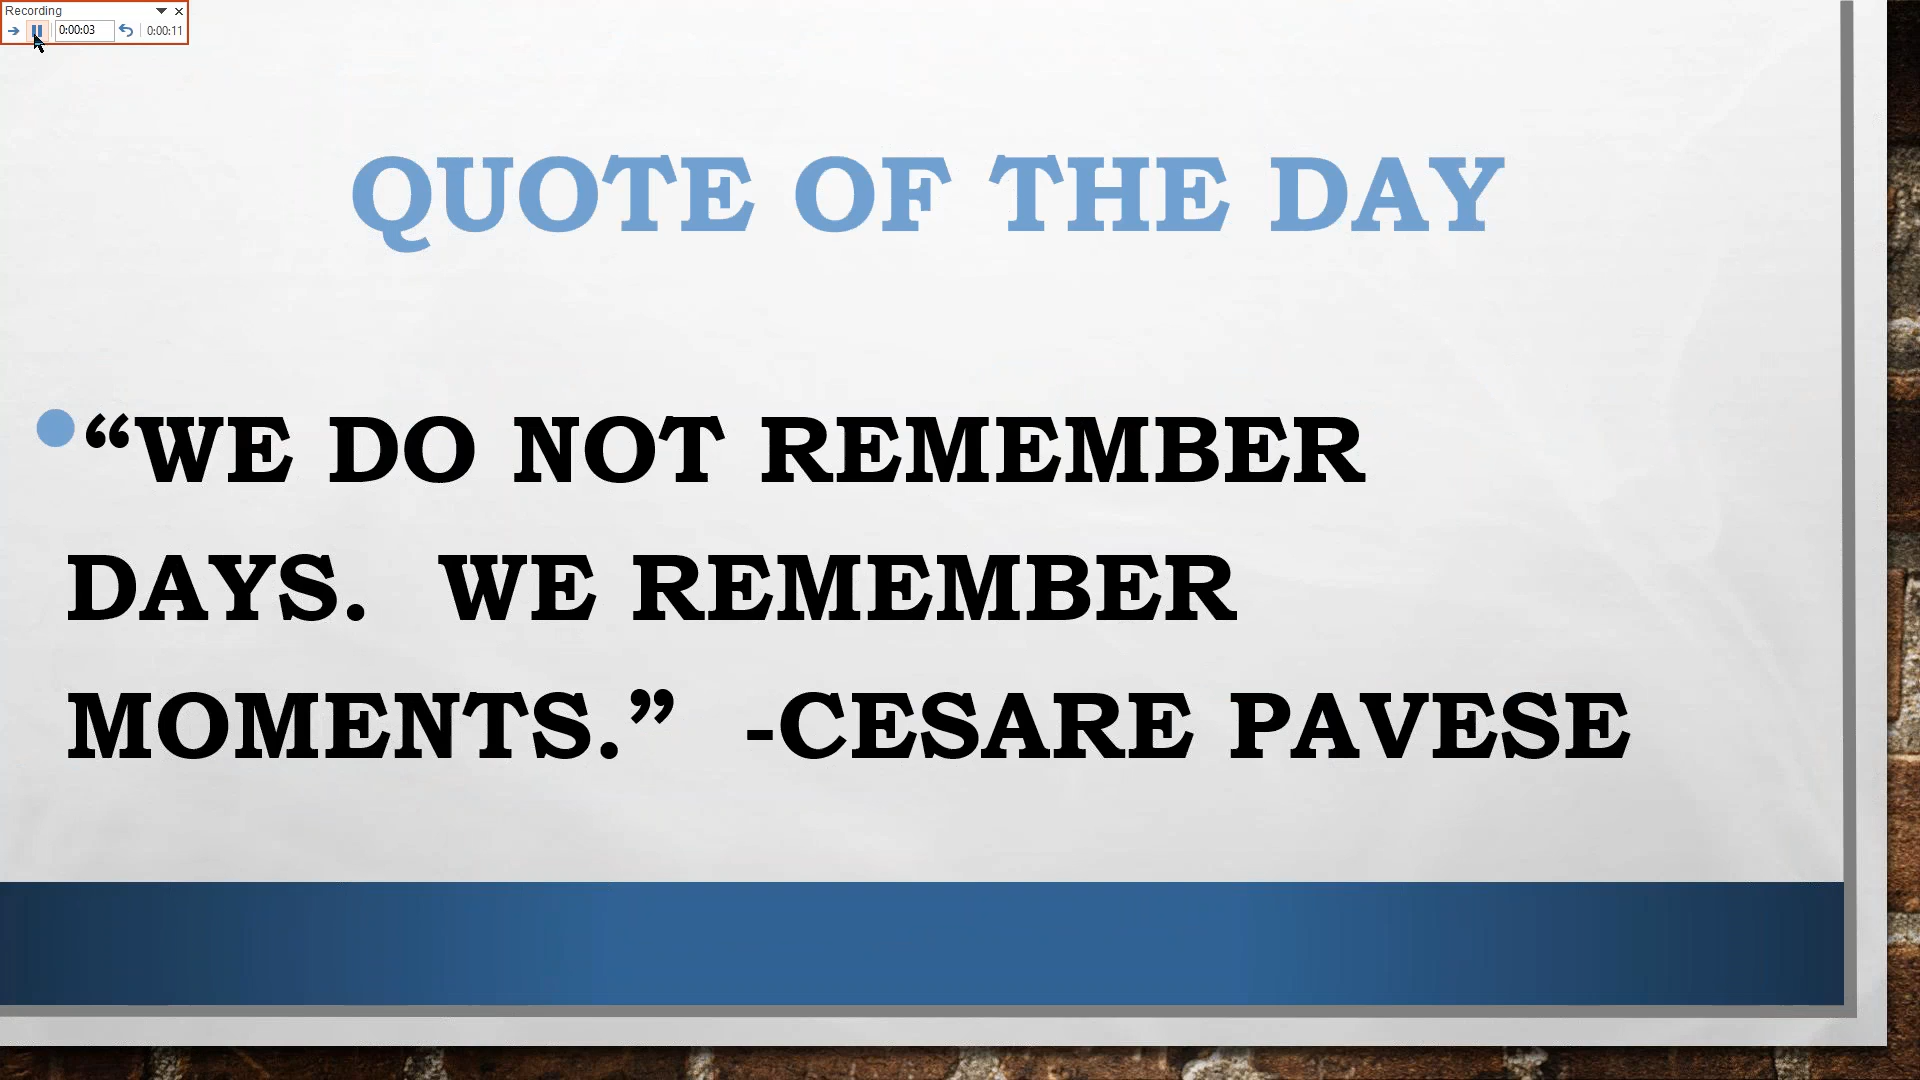 Recording
0:00:03
0:00:11
QUOTE OF THE DAY
“WE DO NOT REMEMBER
DAYS.  WE REMEMBER
MOMENTS.”  -CESARE PAVESE